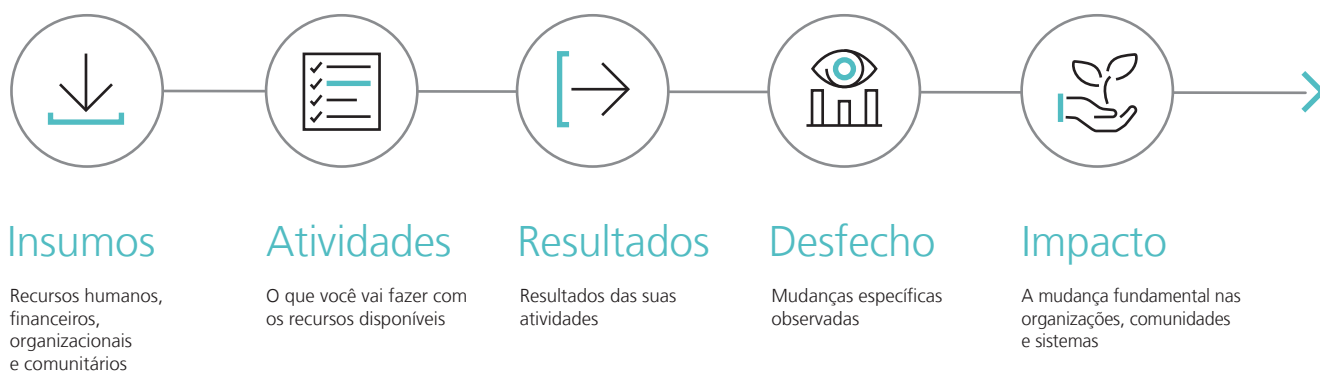 Insumos
Recursos humanos,
financeiros,
organizacionais
e comunitários
Atividades
O que você vai fazer com
os recursos disponíveis
Resultados
Resultados das suas
atividades
Desfecho
Mudanças específicas
observadas
Impacto
A mudança fundamental nas
organizações, comunidades
e sistemas